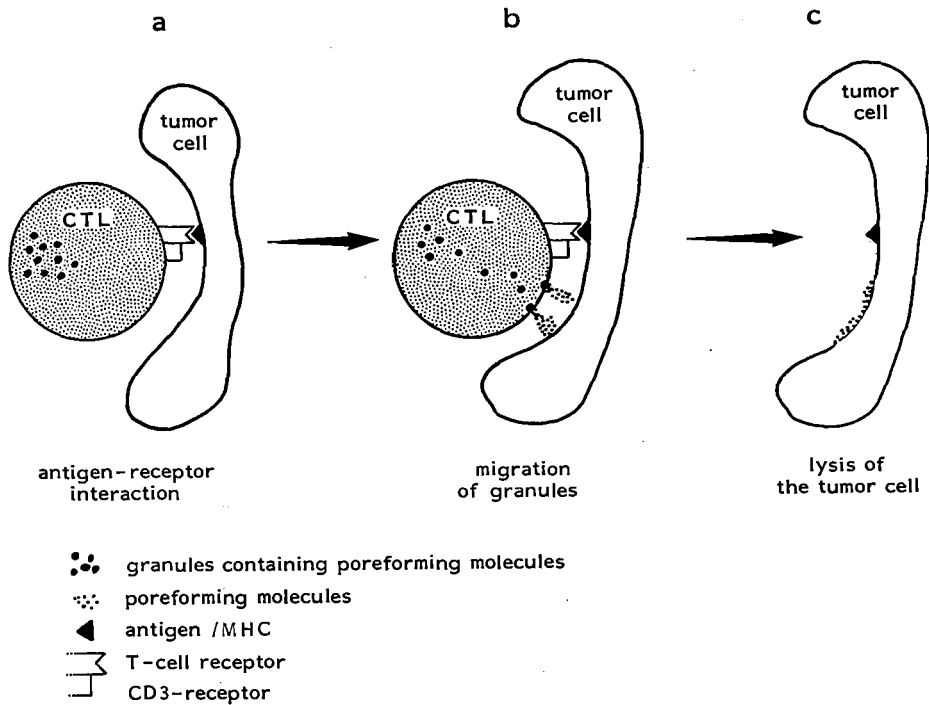 a
b
c
tumor
cell
CTL
tumor
cell
CTL
tumor
cell
antigen-receptor
interaction
migration
of granules
lysis of
the tumor cell
granules containing poreforming molecules
poreforming molecules
antigen /MHC
T-cell receptor
CD3-receptor